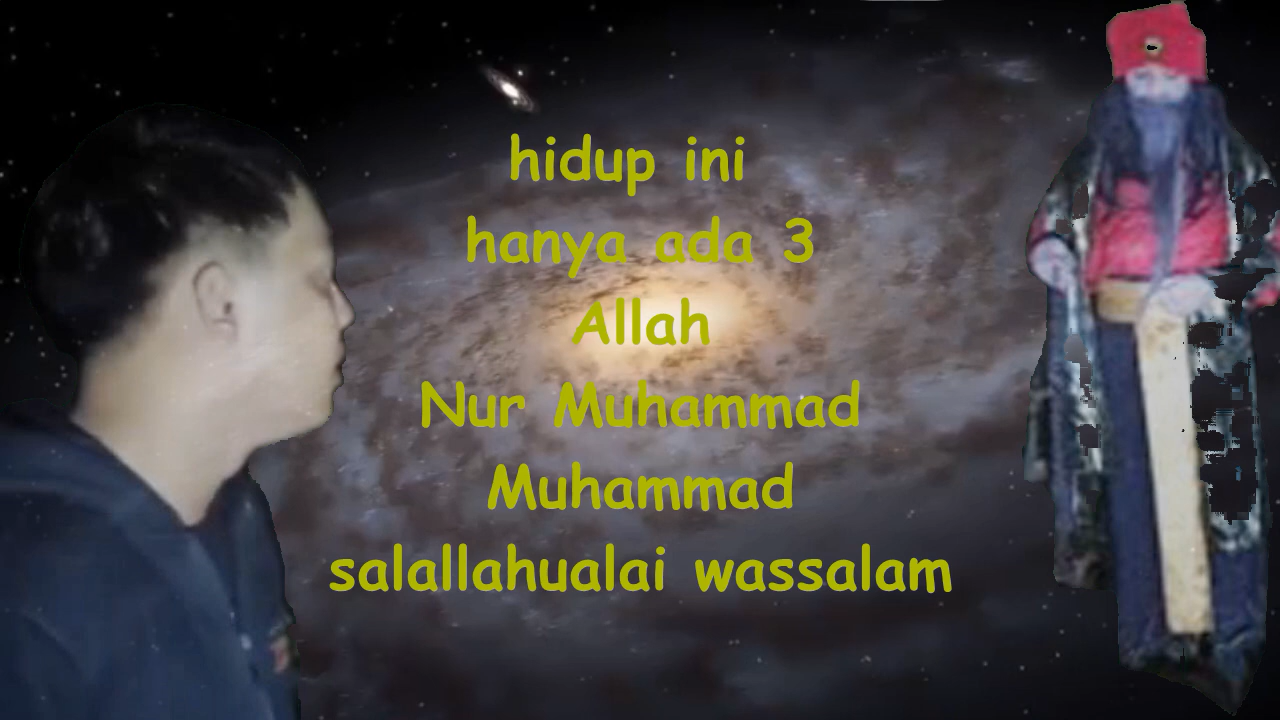 hidup ini
hanya ada 3
Allah
Nur Muhammad
Muhammad
salallahualai wassalam